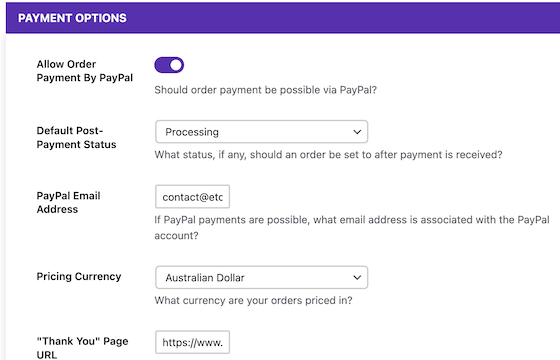 PAYMENT OPTIONS
Allow Order
Payment By PayPal
Should order payment be possible via PayPal?
Default Post-
Payment Status
Processing
What status, if any, should an order be set to after payment is received?
PayPal Email
Address
contact@etc
If PayPal payments are possible, what email address is associated with the PayPal
account?
Pricing Currency
Australian Dollar
What currency are your orders priced in?
"Thank You" Page
URL
https://www.